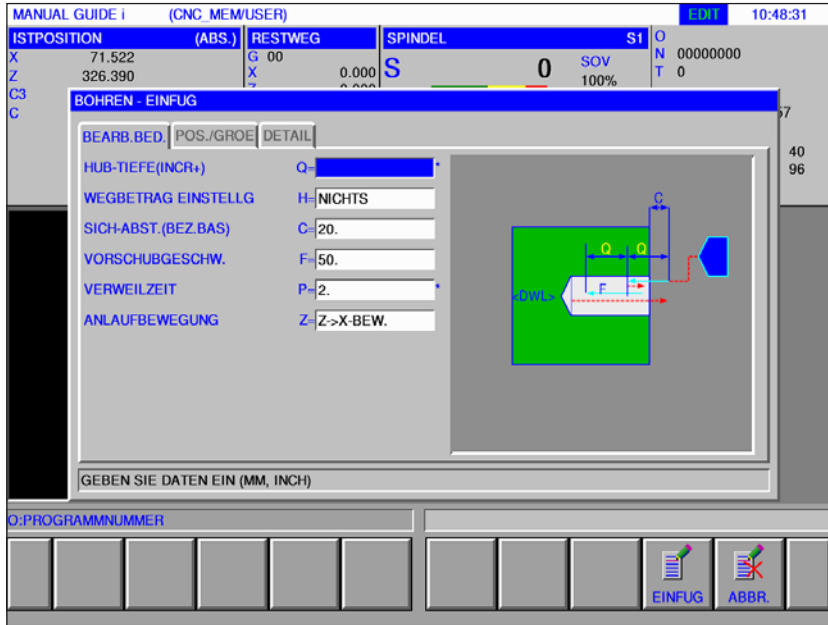 MANUAL GUIDE i (CNC_MEM/USER) EDIT 10:48:31
ISTPOSITION (ABS.) RESTWEG SPINDEL S1 O
X 71.522 G 00 S 0 SOV N 00000000
Z 326.390 X 0.000 100% T 0
C3
C
40
96
BOHREN - EINFUG
BEARB.BED. POS./GROE DETAIL
HUB-TIEFE(INCR+) Q= *
WEGBETRAG EINSTELLG H= NICHTS
SICH-ABST.(BEZ.BAS) C= 20.
VORSCHUBGESCHW. F= 50.
VERWEILZEIT P= 2. *
ANLAUFBEWEGUNG Z= Z->X-BEW.
C
Q Q
<DWL> F
GEBEN SIE DATEN EIN (MM, INCH)
O:PROGRAMMNUMMER
EINFUG ABBR.